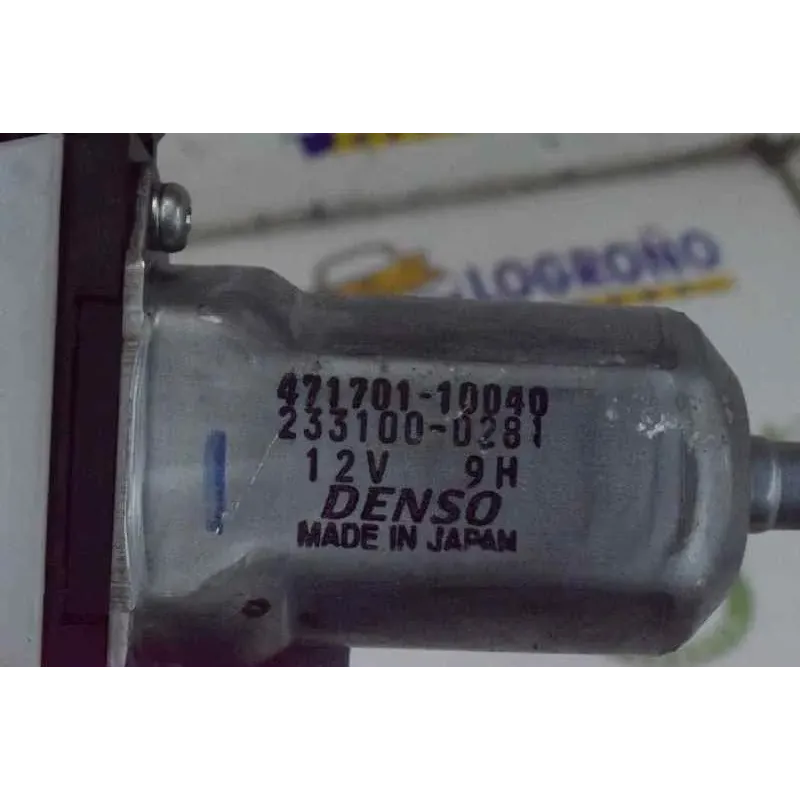 LOGROÑO
471701-10040
233100-0281
12V 9H
DENSO
MADE IN JAPAN